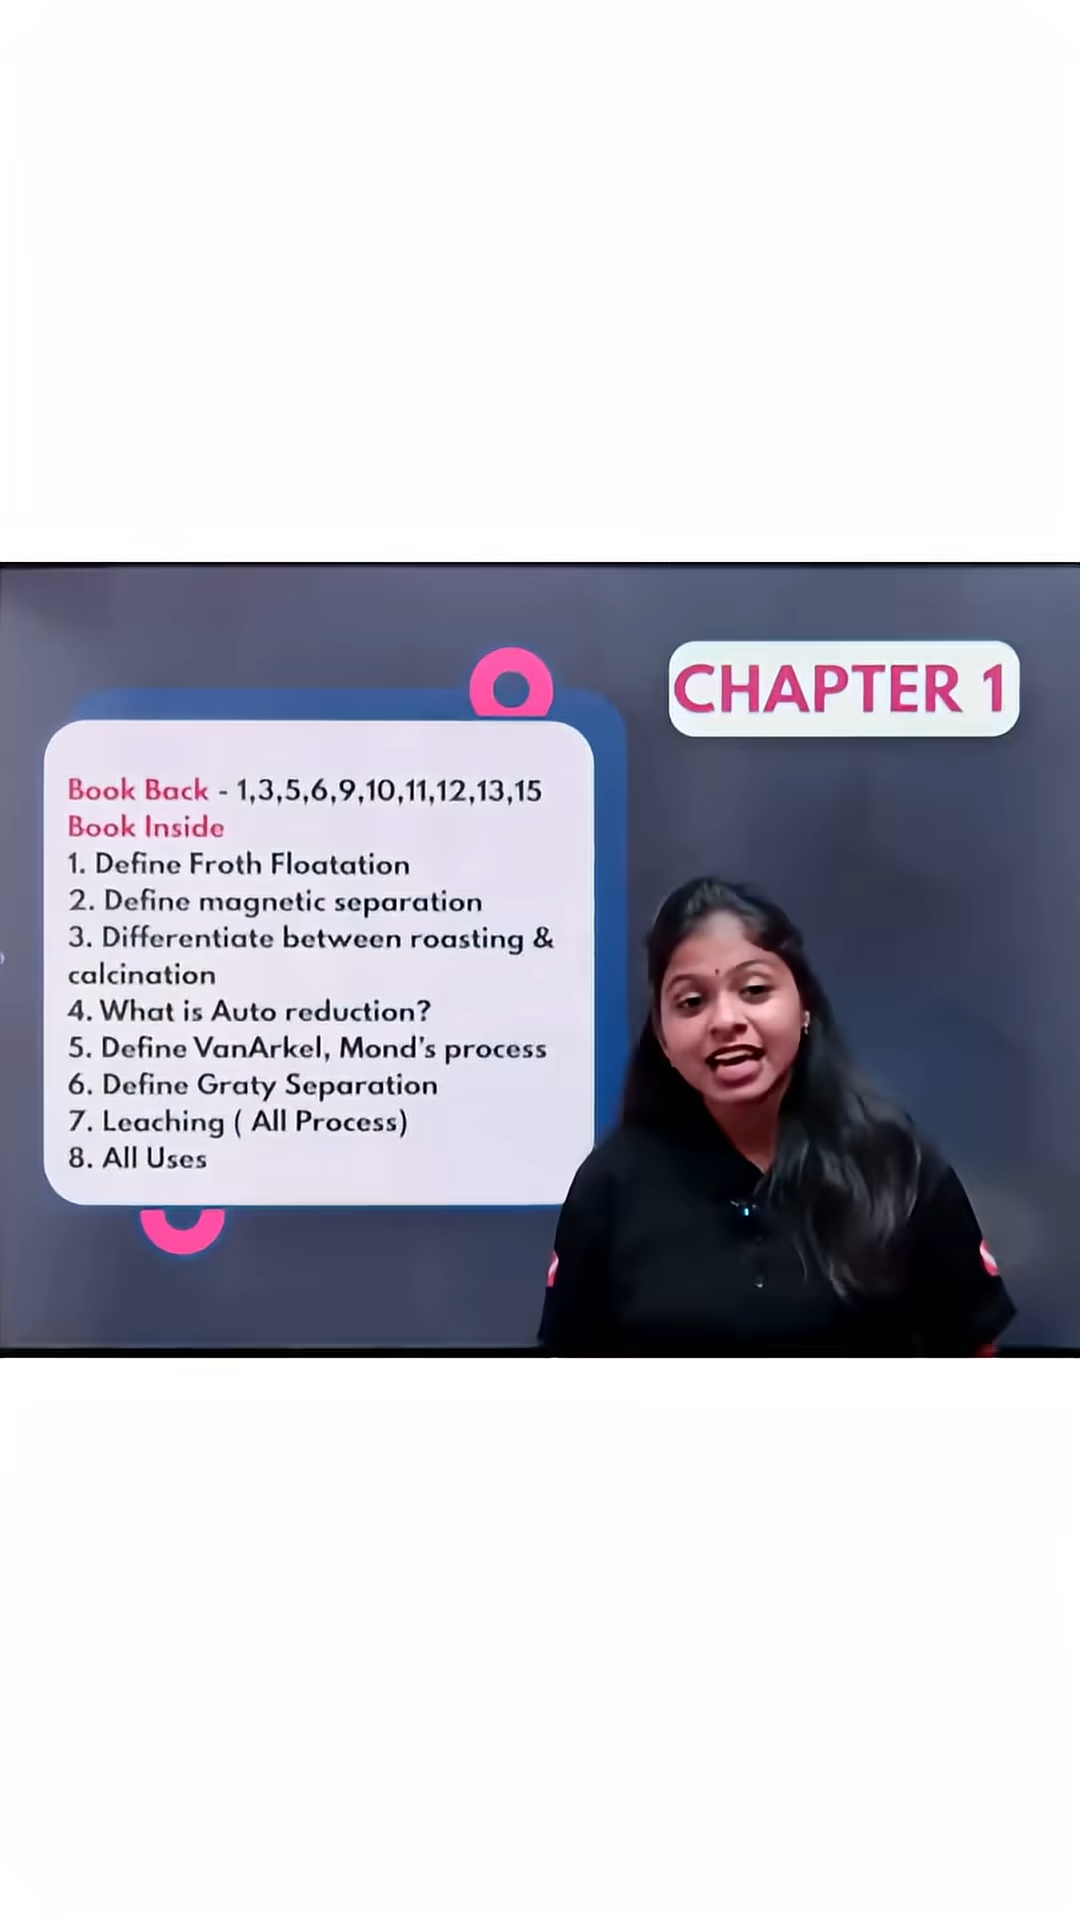 CHAPTER 1
Book Back - 1,3,5,6,9,10,11,12,13,15
Book Inside
1. Define Froth Floatation
2. Define magnetic separation
3. Differentiate between roasting &
calcination
4. What is Auto reduction?
5. Define VanArkel, Mond's process
6. Define Graty Separation
7. Leaching ( All Process)
8. All Uses